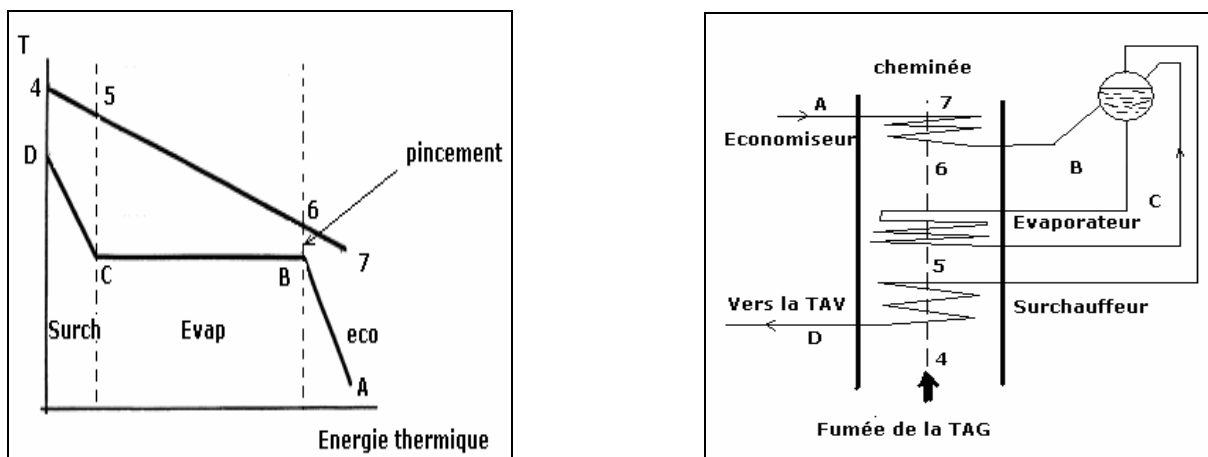 T
4
5
D
pincement
6
7
C
B
Surch
Evap
eco
A
Energie thermique
cheminée
A
7
Economiseur
B
6
C
Evaporateur
5
Vers la TAV
Surchauffeur
D
4
Fumée de la TAG